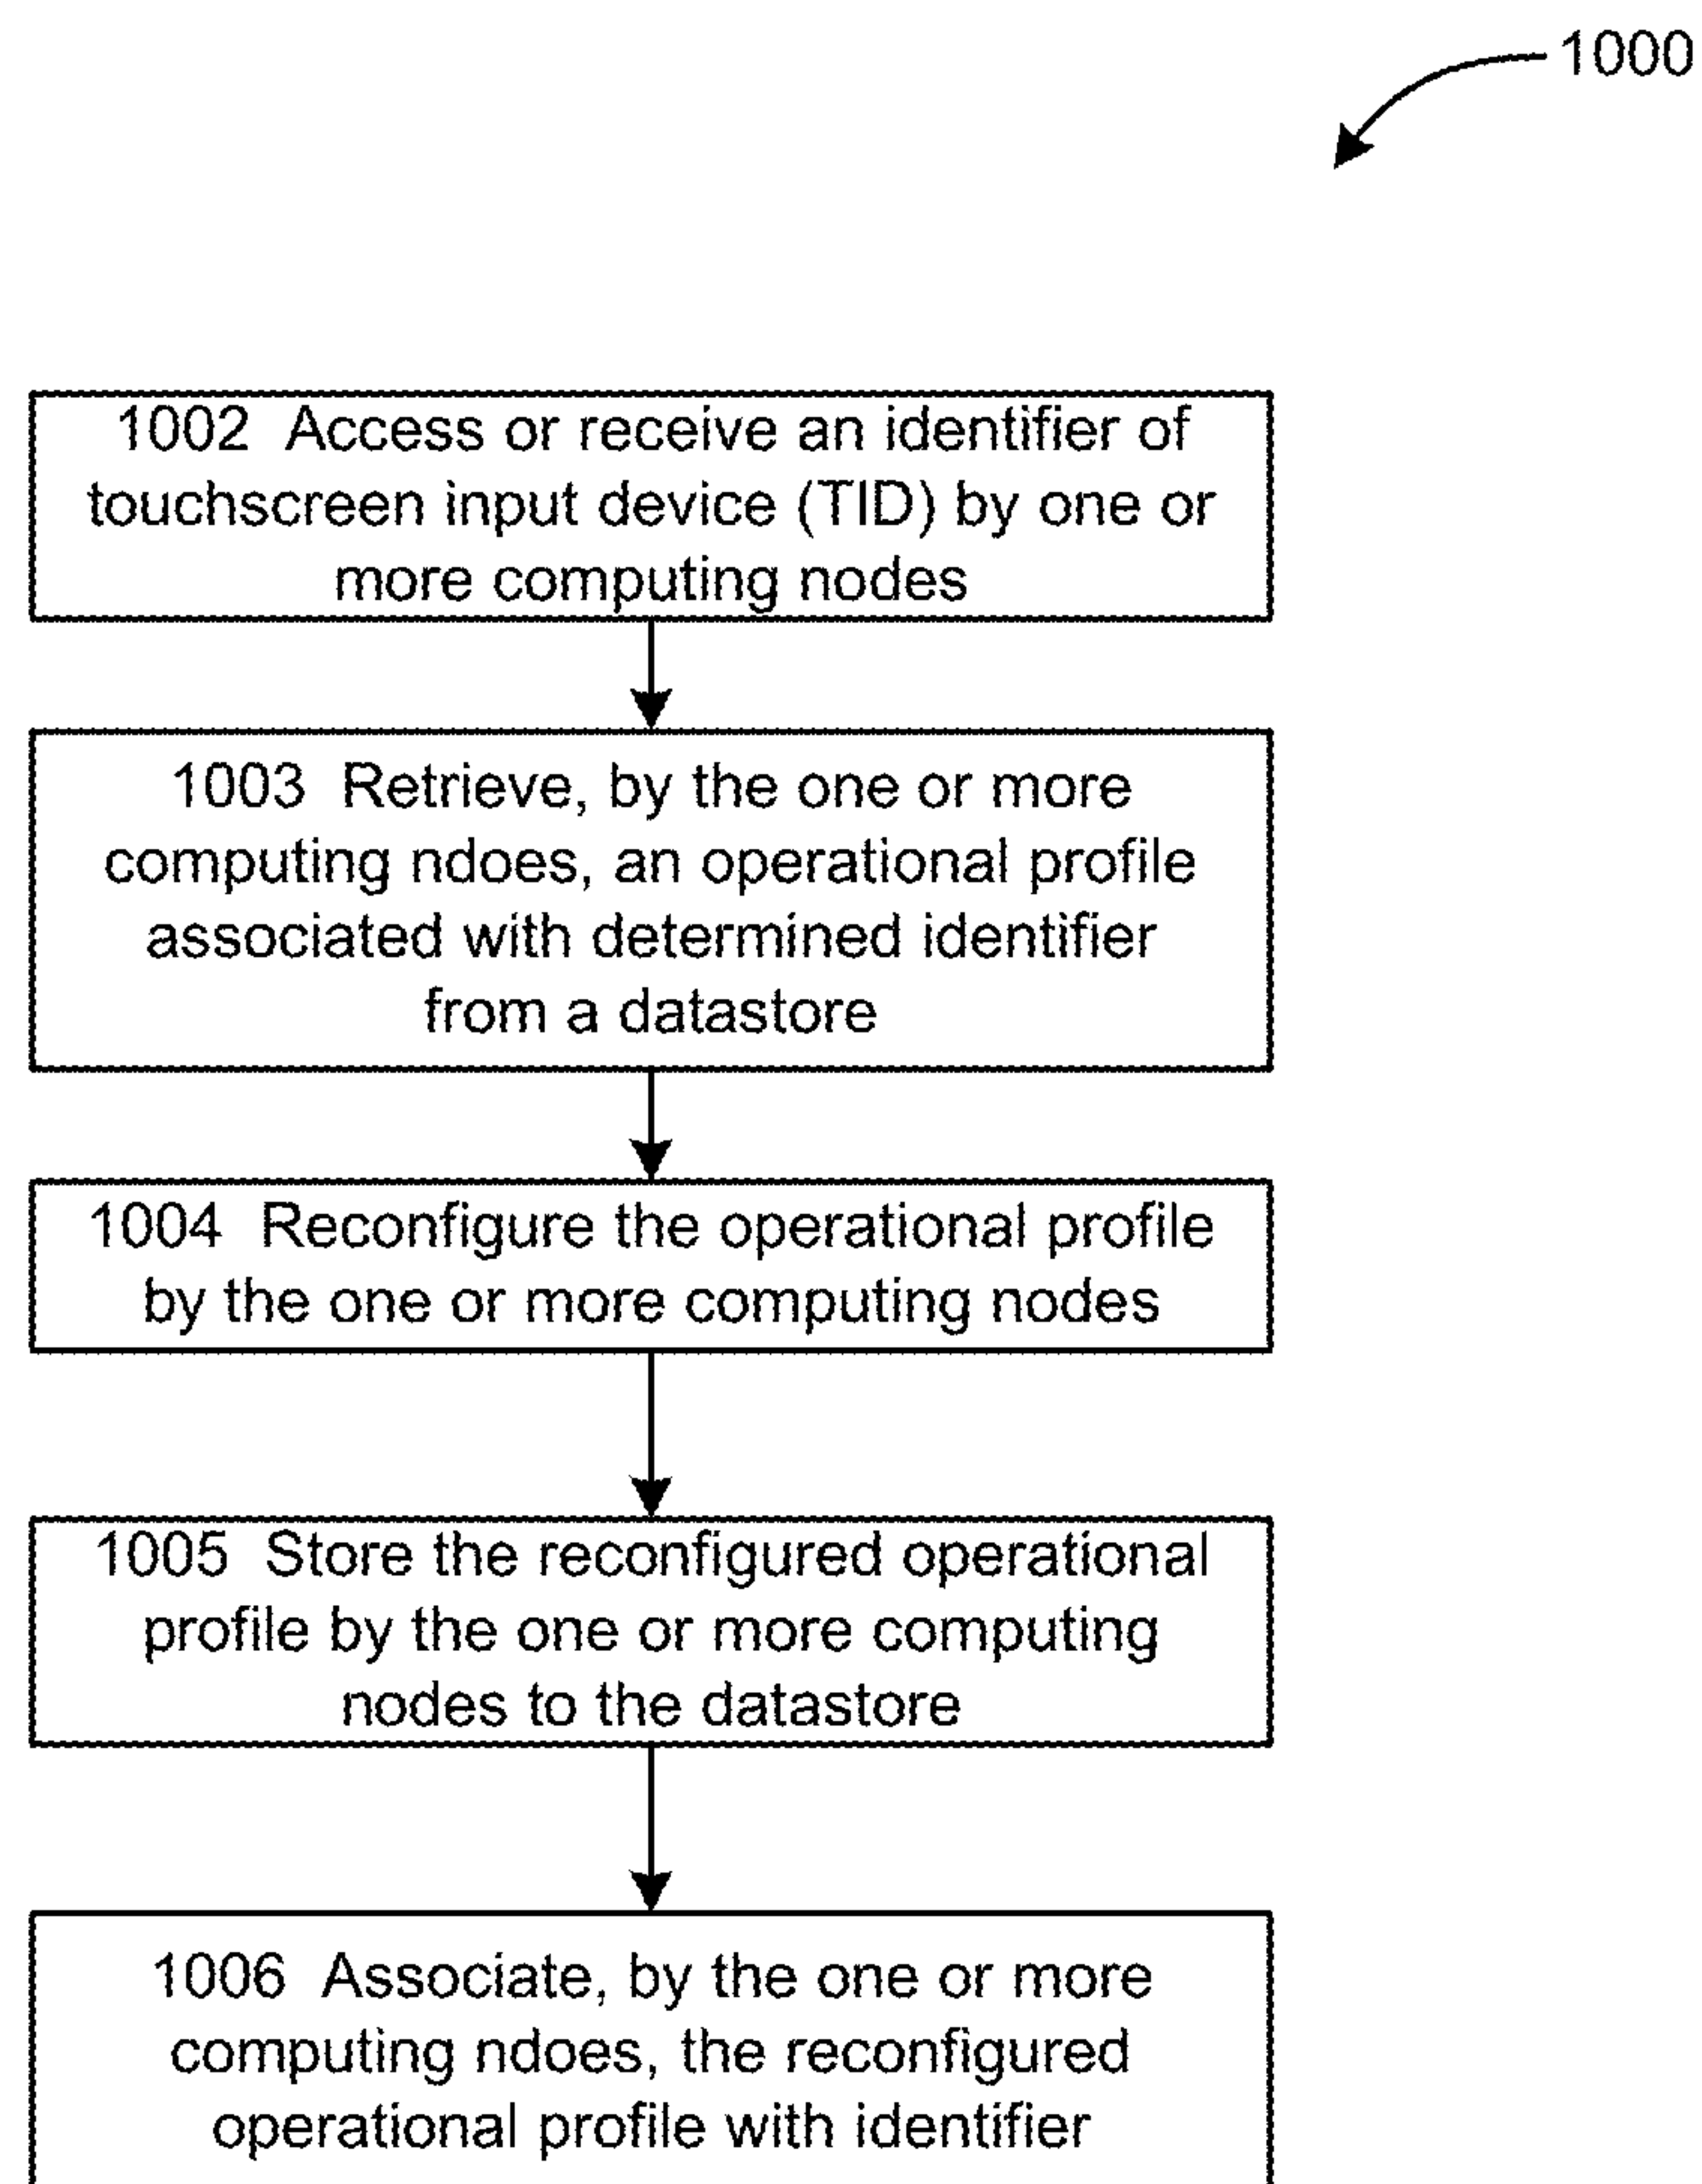 1000
1002 Access or receive an identifier of
touchscreen input device (TID) by one or
more computing nodes
1003 Retrieve, by the one or more
computing ndoes, an operational profile
associated with determined identifier
from a datastore
1004 Reconfigure the operational profile
by the one or more computing nodes
1005 Store the reconfigured operational
profile by the one or more computing
nodes to the datastore
1006 Associate, by the one or more
computing ndoes, the reconfigured
operational profile with identifier